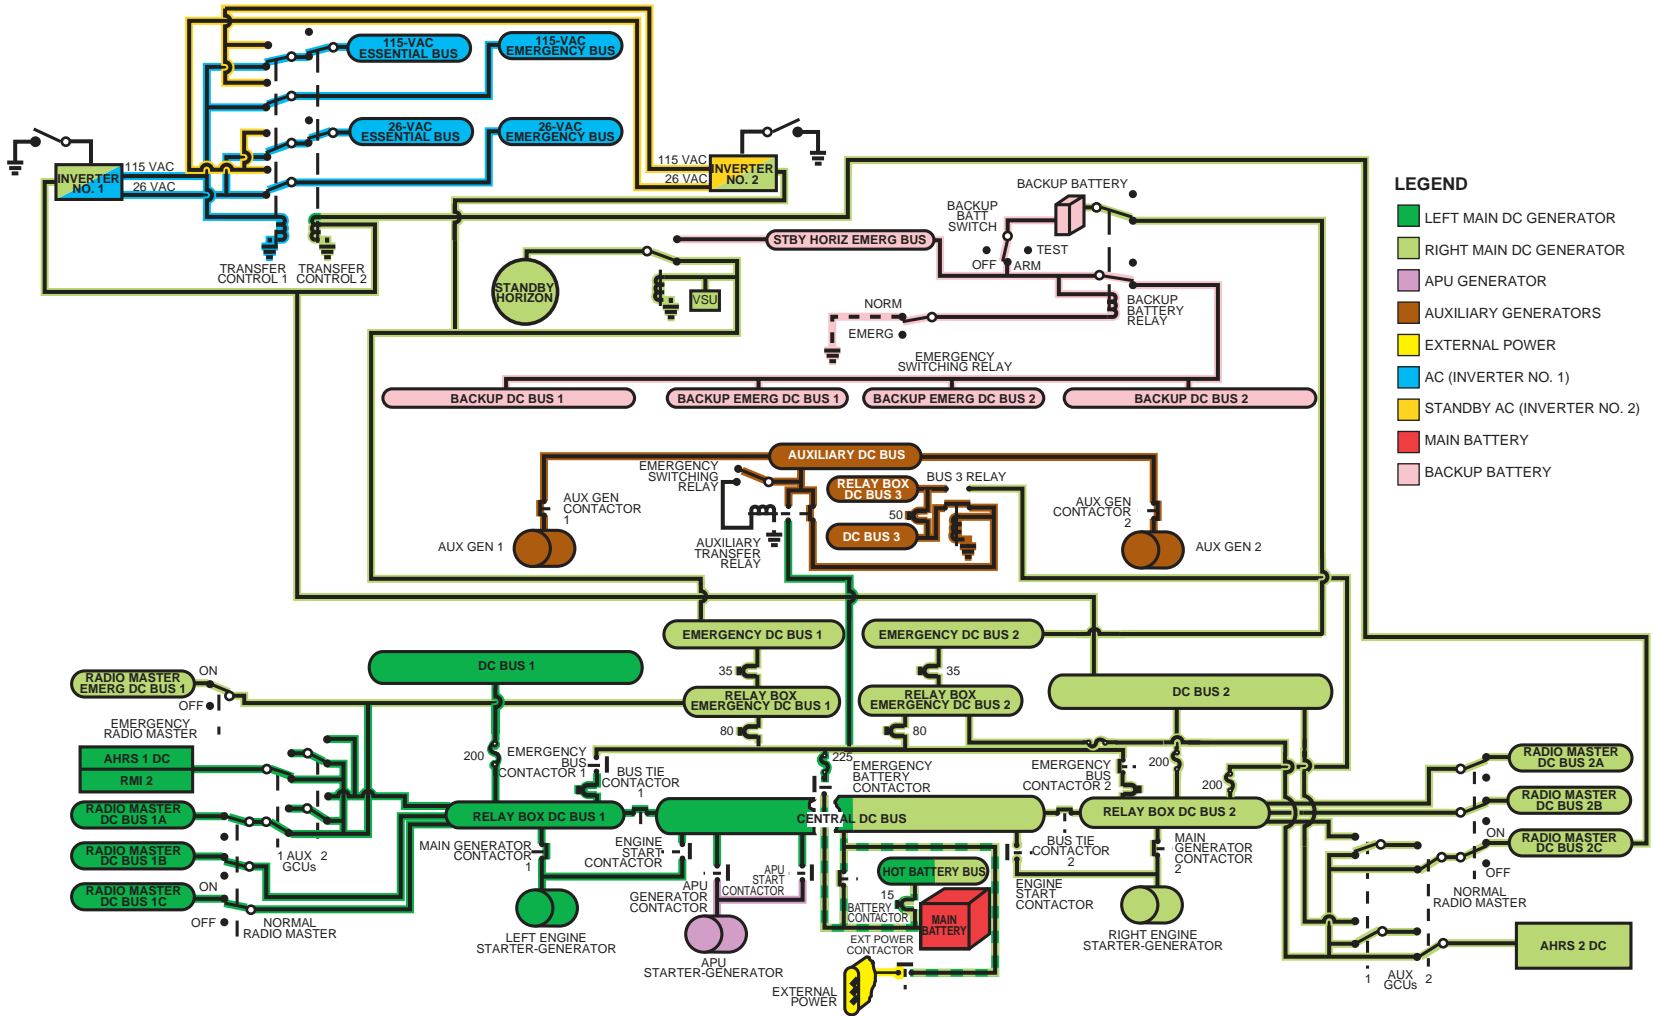 115-VAC
ESSENTIAL BUS
115-VAC
EMERGENCY BUS
26-VAC
ESSENTIAL BUS
26-VAC
EMERGENCY BUS
INVERTER
NO. 1
115 VAC
26 VAC
115 VAC
26 VAC
INVERTER
NO. 2
TRANSFER
CONTROL 1
TRANSFER
CONTROL 2
STANDBY
HORIZON
VSU
STBY HORIZ EMERG BUS
BACKUP BATTERY
BACKUP
BATT
SWITCH
OFF
TEST
ARM
BACKUP
BATTERY
RELAY
NORM
EMERG
EMERGENCY
SWITCHING RELAY
BACKUP DC BUS 1
BACKUP EMERG DC BUS 1
BACKUP EMERG DC BUS 2
BACKUP DC BUS 2
LEGEND
LEFT MAIN DC GENERATOR
RIGHT MAIN DC GENERATOR
APU GENERATOR
AUXILIARY GENERATORS
EXTERNAL POWER
AC (INVERTER NO. 1)
STANDBY AC (INVERTER NO. 2)
MAIN BATTERY
BACKUP BATTERY
AUXILIARY DC BUS
EMERGENCY
SWITCHING
RELAY
RELAY BOX
DC BUS 3
BUS 3 RELAY
50
DC BUS 3
AUX GEN
CONTACTOR
1
AUX GEN 1
AUXILIARY
TRANSFER
RELAY
AUX GEN
CONTACTOR
2
AUX GEN 2
EMERGENCY DC BUS 1
EMERGENCY DC BUS 2
35
35
DC BUS 1
RELAY BOX
EMERGENCY DC BUS 1
RELAY BOX
EMERGENCY DC BUS 2
DC BUS 2
80
80
RADIO MASTER
EMERG DC BUS 1
ON
OFF
EMERGENCY
RADIO MASTER
AHRS 1 DC
RMI 2
RADIO MASTER
DC BUS 1A
RADIO MASTER
DC BUS 1B
RADIO MASTER
DC BUS 1C
ON
OFF
NORMAL
RADIO MASTER
1 AUX 2
GCUs
200
EMERGENCY
BUS
CONTACTOR 1
BUS TIE
CONTACTOR
1
225
EMERGENCY
BATTERY
CONTACTOR
EMERGENCY
BUS
CONTACTOR 2
200
200
RELAY BOX DC BUS 1
CENTRAL DC BUS
RELAY BOX DC BUS 2
MAIN GENERATOR
CONTACTOR
1
ENGINE
START
CONTACTOR
APU
GENERATOR
CONTACTOR
APU
START
CONTACTOR
HOT BATTERY BUS
15
BATTERY
CONTACTOR
MAIN
BATTERY
EXT POWER
CONTACTOR
EXTERNAL
POWER
ENGINE
START
CONTACTOR
BUS TIE
CONTACTOR
2
MAIN
GENERATOR
CONTACTOR
2
LEFT ENGINE
STARTER-GENERATOR
APU
STARTER-GENERATOR
RIGHT ENGINE
STARTER-GENERATOR
RADIO MASTER
DC BUS 2A
RADIO MASTER
DC BUS 2B
RADIO MASTER
DC BUS 2C
ON
OFF
NORMAL
RADIO MASTER
AHRS 2 DC
1 AUX 2
GCUs